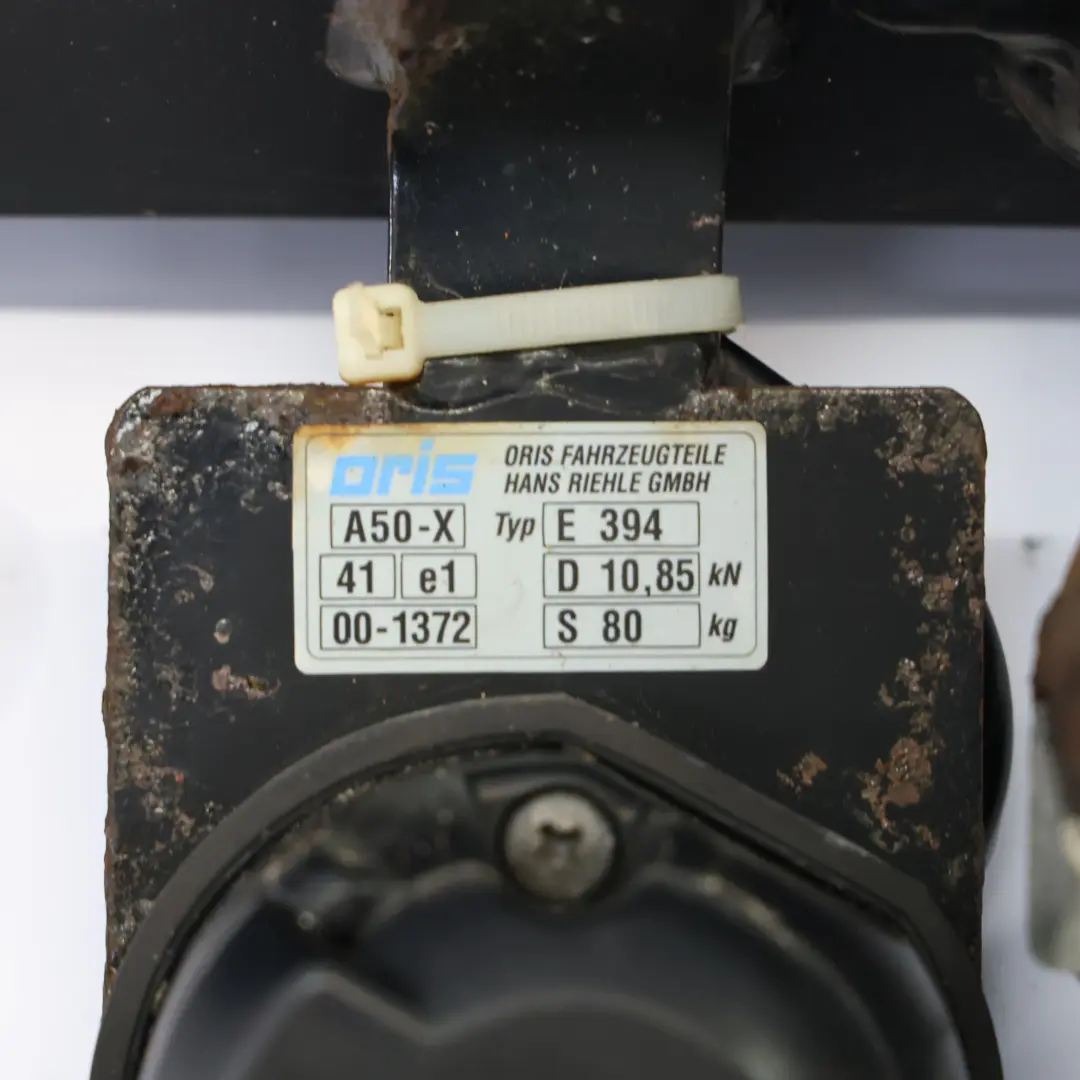 oris ORIS FAHRZEUGTEILE
HANS RIEHLE GMBH
A50-X Typ E 394
41 e1 D 10,85 kN
00-1372 S 80 kg